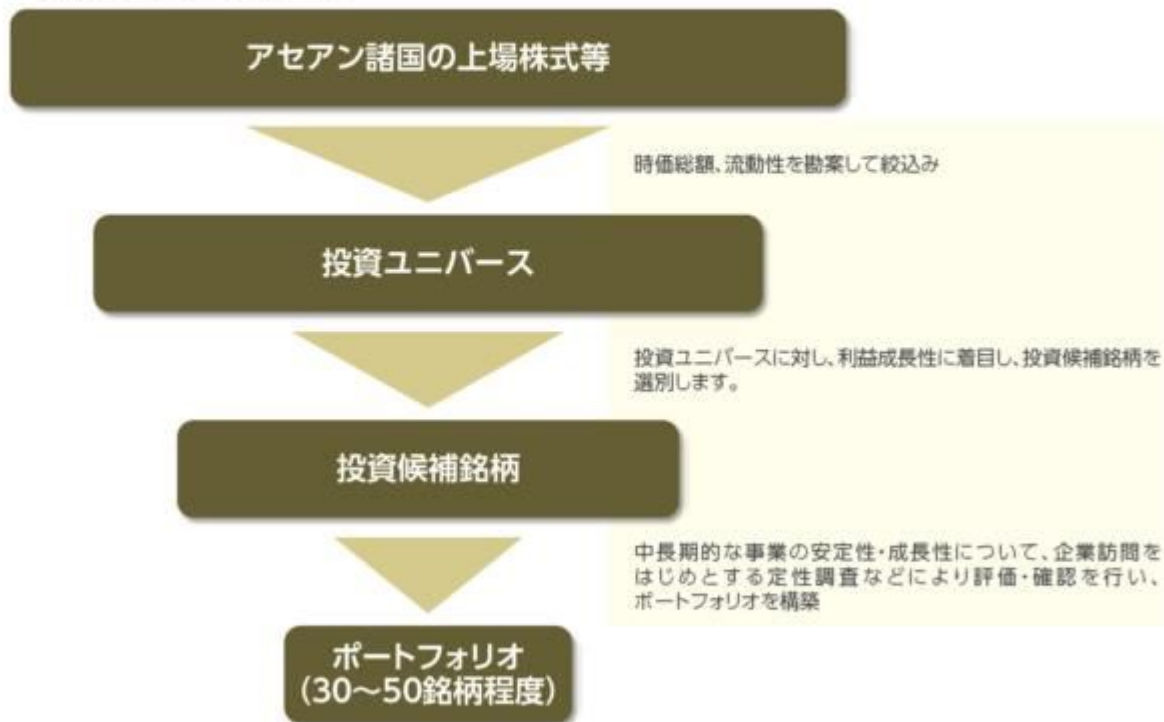 アセアン諸国の上場株式等
時価総額、流動性を勘案して絞込み
投資ユニバース
投資ユニバースに対し、利益成長性に着目し、投資候補銘柄を
選別します。
投資候補銘柄
中長期的な事業の安定性・成長性について、企業訪問を
はじめとする定性調査などにより評価・確認を行い、
ポートフォリオを構築
ポートフォリオ
(30〜50銘柄程度)